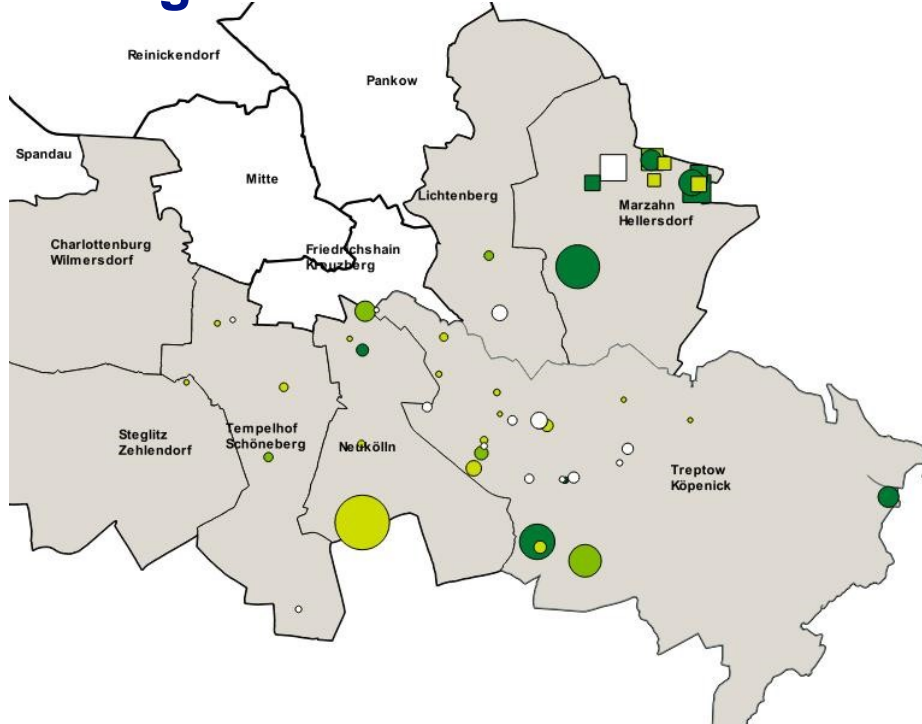 Reinickendorf
Pankow
Spandau
Mitte
Lichtenberg
Marzahn
Hellersdorf
Charlottenburg
Wilmersdorf
Friedrichshain
Kreuzberg
Steglitz
Zehlendorf
Tempelhof
Schöneberg
Neukölln
Treptow
Köpenick